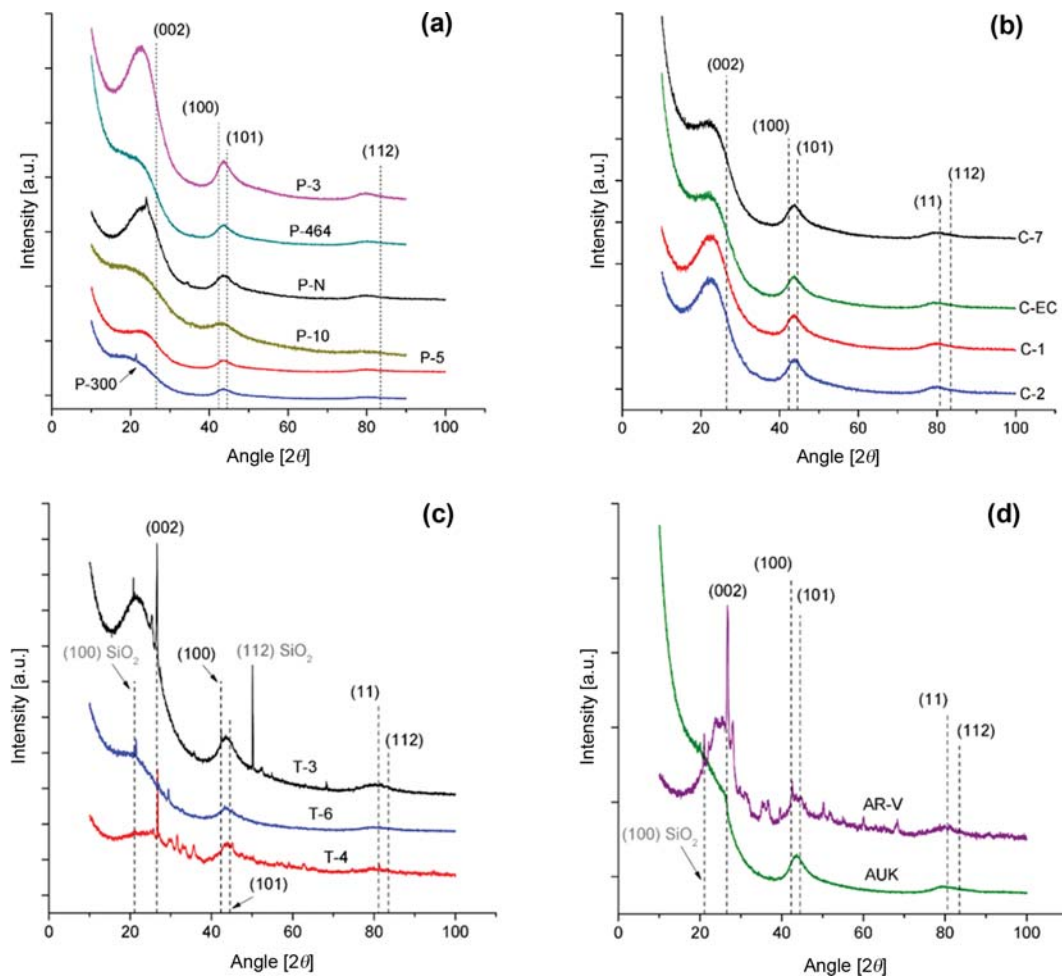 (a)
(002)
(100)
(101)
(112)
P-3
P-464
P-N
P-10
P-5
P-300
Intensity [a.u.]
0 20 40 60 80 100
Angle [2θ]
(b)
(002)
(100)
(101)
(112)
(11)
C-7
C-EC
C-1
C-2
Intensity [a.u.]
0 20 40 60 80 100
Angle [2θ]
(c)
(002)
(100) SiO₂
(100)
(112) SiO₂
(11)
(112)
T-3
T-6
T-4
(101)
Intensity [a.u.]
0 20 40 60 80 100
Angle [2θ]
(d)
(100)
(002)
(101)
(11)
(112)
AR-V
(100) SiO₂
AUK
Intensity [a.u.]
0 20 40 60 80 100
Angle [2θ]